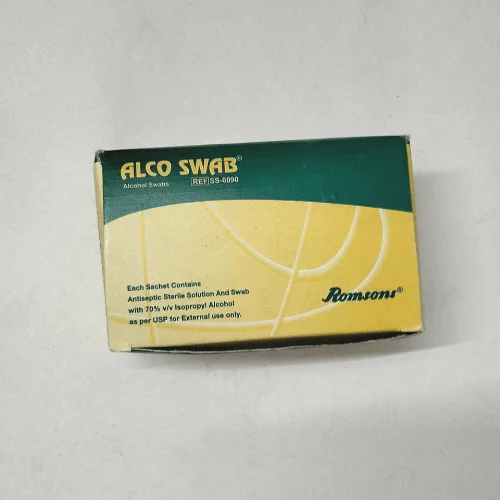 ALCO SWAB®
Alcohol Swabs REF SS-6090
Each Sachet Contains
Antiseptic Sterile Solution And Swab
with 70% v/v Isopropyl Alcohol
as per USP for External use only.
Romsons®